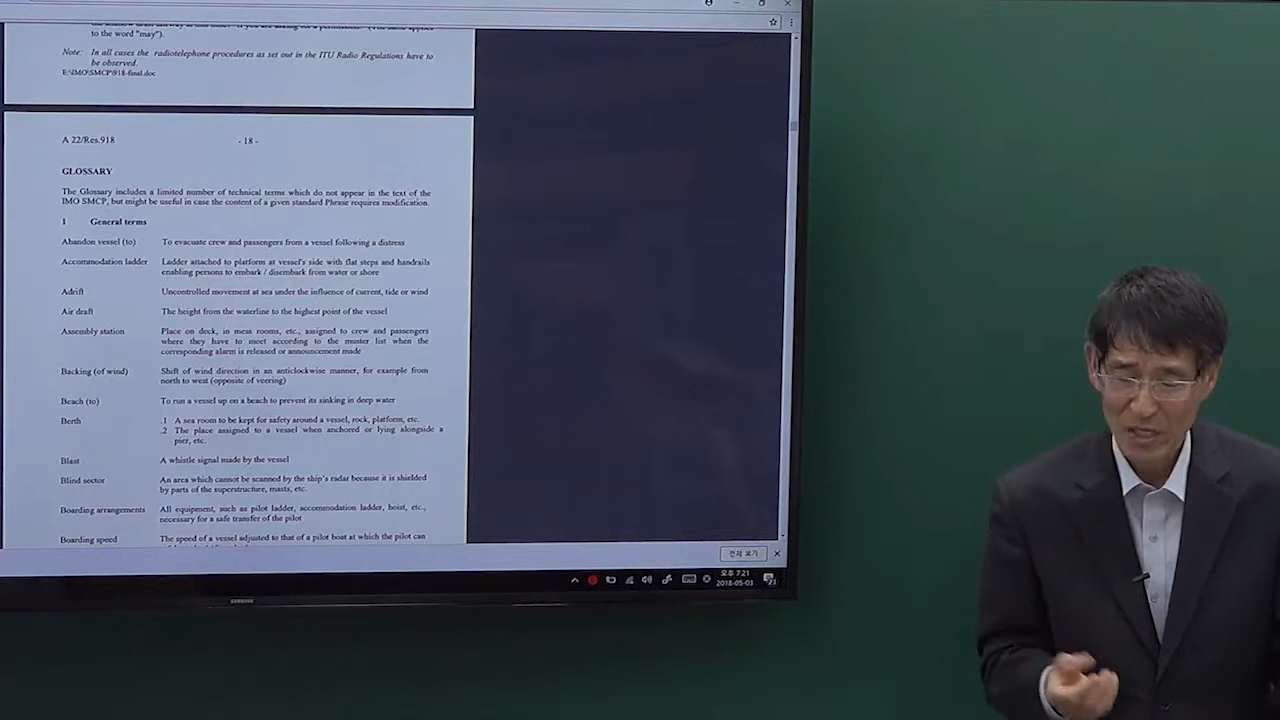 to the word "may").
Note: In all cases the radiotelephone procedures as set out in the ITU Radio Regulations have to
be observed.
E:\IMO\SMCP\918-final.doc
A 22/Res.918
- 18 -
GLOSSARY
The Glossary includes a limited number of technical terms which do not appear in the text of the
IMO SMCP, but might be useful in case the content of a given standard Phrase requires modification.
1 General terms
Abandon vessel (to) To evacuate crew and passengers from a vessel following a distress
Accommodation ladder Ladder attached to platform at vessel's side with flat steps and handrails
enabling persons to embark / disembark from water or shore
Adrift Uncontrolled movement at sea under the influence of current, tide or wind
Air draft The height from the waterline to the highest point of the vessel
Assembly station Place on deck, in mess rooms, etc., assigned to crew and passengers
where they have to meet according to the muster list when the
corresponding alarm is released or announcement made
Backing (of wind) Shift of wind direction in an anticlockwise manner, for example from
north to west (opposite of veering)
Beach (to) To run a vessel up on a beach to prevent its sinking in deep water
Berth .1 A sea room to be kept for safety around a vessel, rock, platform, etc.
.2 The place assigned to a vessel when anchored or lying alongside a
pier, etc.
Blast A whistle signal made by the vessel
Blind sector An area which cannot be scanned by the ship's radar because it is shielded
by parts of the superstructure, masts, etc.
Boarding arrangements All equipment, such as pilot ladder, accommodation ladder, hoist, etc.,
necessary for a safe transfer of the pilot
Boarding speed The speed of a vessel adjusted to that of a pilot boat at which the pilot can
전체 보기
오후 7:21
2018-05-03
SAMSUNG